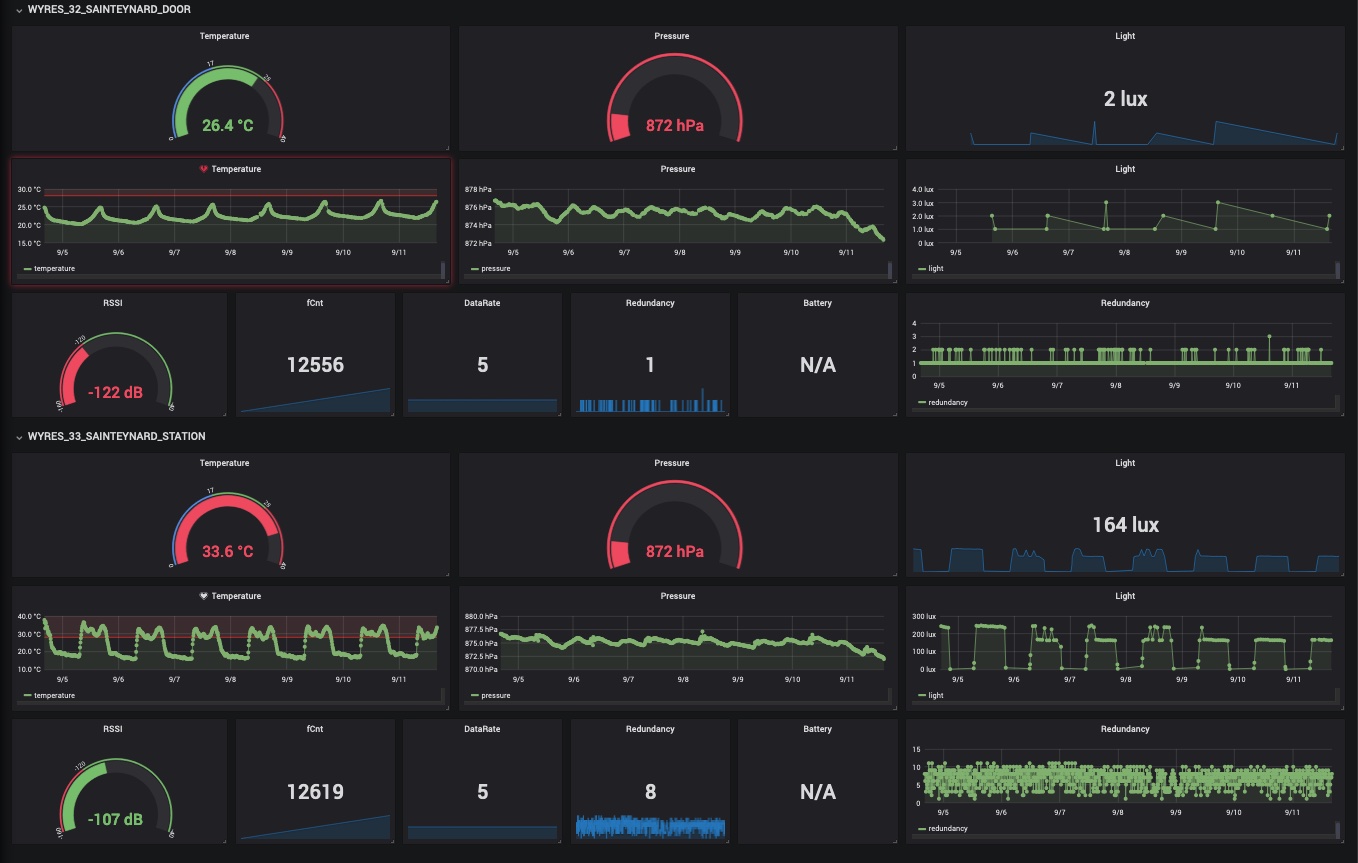 WYRES_32_SAINTEYNARD_DOOR
Temperature Pressure Light
17
26.4 °C
872 hPa
2 lux
Temperature Pressure Light
30.0 °C
25.0 °C
20.0 °C
15.0 °C
9/5 9/6 9/7 9/8 9/9 9/10 9/11
temperature
878 hPa
876 hPa
874 hPa
872 hPa
9/5 9/6 9/7 9/8 9/9 9/10 9/11
pressure
4.0 lux
3.0 lux
2.0 lux
1.0 lux
0 lux
9/5 9/6 9/7 9/8 9/9 9/10 9/11
light
RSSI fCnt DataRate Redundancy Battery Redundancy
-120
-122 dB
12556
5
1
N/A
4
3
2
1
0
9/5 9/6 9/7 9/8 9/9 9/10 9/11
redundancy
WYRES_33_SAINTEYNARD_STATION
Temperature Pressure Light
17
33.6 °C
872 hPa
164 lux
Temperature Pressure Light
40.0 °C
30.0 °C
20.0 °C
10.0 °C
9/5 9/6 9/7 9/8 9/9 9/10 9/11
temperature
880.0 hPa
877.5 hPa
875.0 hPa
872.5 hPa
870.0 hPa
9/5 9/6 9/7 9/8 9/9 9/10 9/11
pressure
300 lux
200 lux
100 lux
0 lux
9/5 9/6 9/7 9/8 9/9 9/10 9/11
light
RSSI fCnt DataRate Redundancy Battery Redundancy
-120
-107 dB
12619
5
8
N/A
15
10
5
0
9/5 9/6 9/7 9/8 9/9 9/10 9/11
redundancy